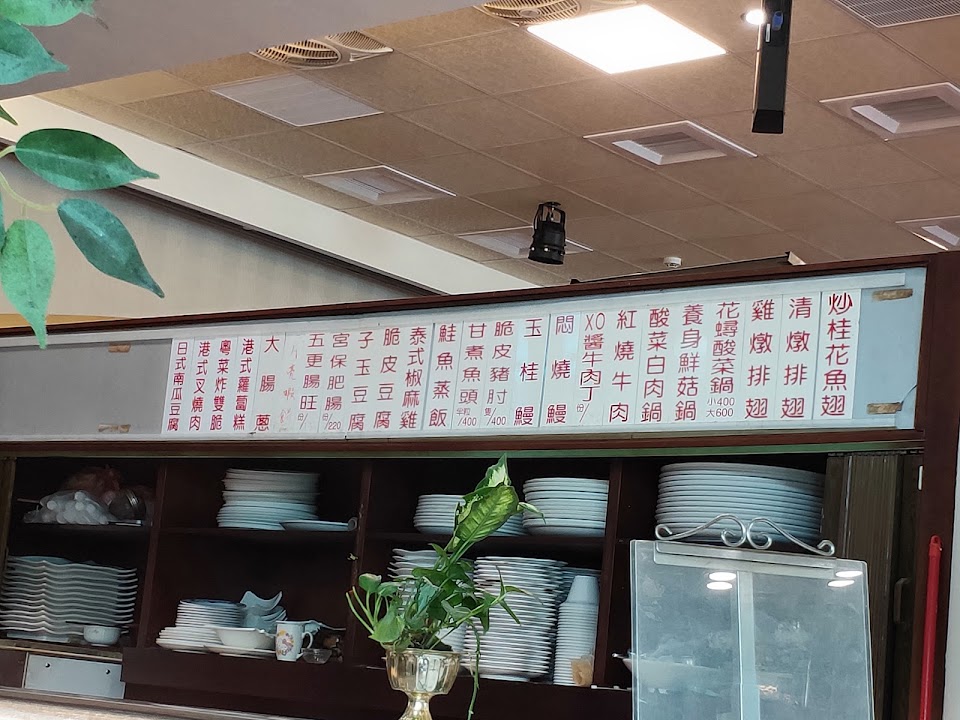 炒桂花魚翅
清燉排翅
雞燉排翅
花蟳酸菜鍋 小400 大600
養身鮮菇鍋
酸菜白肉鍋
紅燒牛肉
XO醬牛肉丁 份/
悶燒鰻
玉桂鰻
脆皮豬肘 隻/400
甘煮魚頭 /400
鮭魚蒸飯
泰式椒麻雞
脆皮豆腐
子玉豆腐
宮保肥腸 份/220
五更腸旺 份/
大腸蔥
港式蘿蔔糕
粵菜炸雙脆
港式叉燒肉
日式南瓜豆腐